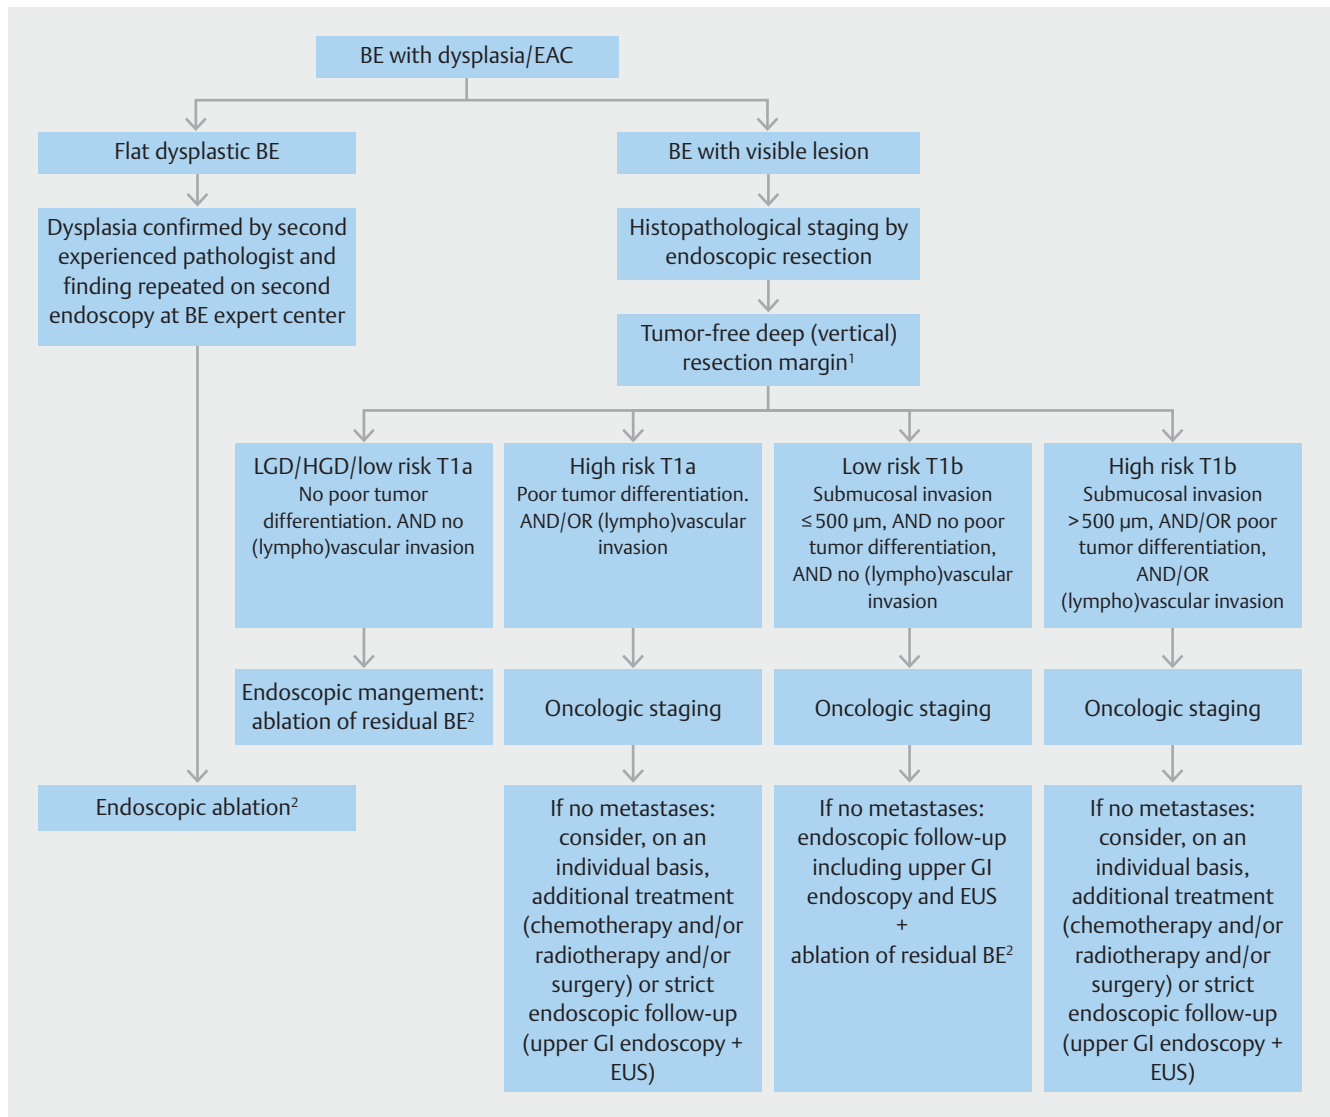 BE with dysplasia/EAC
Flat dysplastic BE
BE with visible lesion
Dysplasia confirmed by second
experienced pathologist and
finding repeated on second
endoscopy at BE expert center
Histopathological staging by
endoscopic resection
Tumor-free deep (vertical)
resection margin¹
LGD/HGD/low risk T1a
No poor tumor
differentiation. AND no
(lympho)vascular invasion
High risk T1a
Poor tumor differentiation.
AND/OR (lympho)vascular
invasion
Low risk T1b
Submucosal invasion
≤ 500 µm, AND no poor
tumor differentiation,
AND no (lympho)vascular
invasion
High risk T1b
Submucosal invasion
> 500 µm, AND/OR poor
tumor differentiation,
AND/OR
(lympho)vascular invasion
Endoscopic mangement:
ablation of residual BE²
Oncologic staging
Oncologic staging
Oncologic staging
Endoscopic ablation²
If no metastases:
consider, on an
individual basis,
additional treatment
(chemotherapy and/or
radiotherapy and/or
surgery) or strict
endoscopic follow-up
(upper GI endoscopy +
EUS)
If no metastases:
endoscopic follow-up
including upper GI
endoscopy and EUS
+
ablation of residual BE²
If no metastases:
consider, on an
individual basis,
additional treatment
(chemotherapy and/or
radiotherapy and/or
surgery) or strict
endoscopic follow-up
(upper GI endoscopy +
EUS)